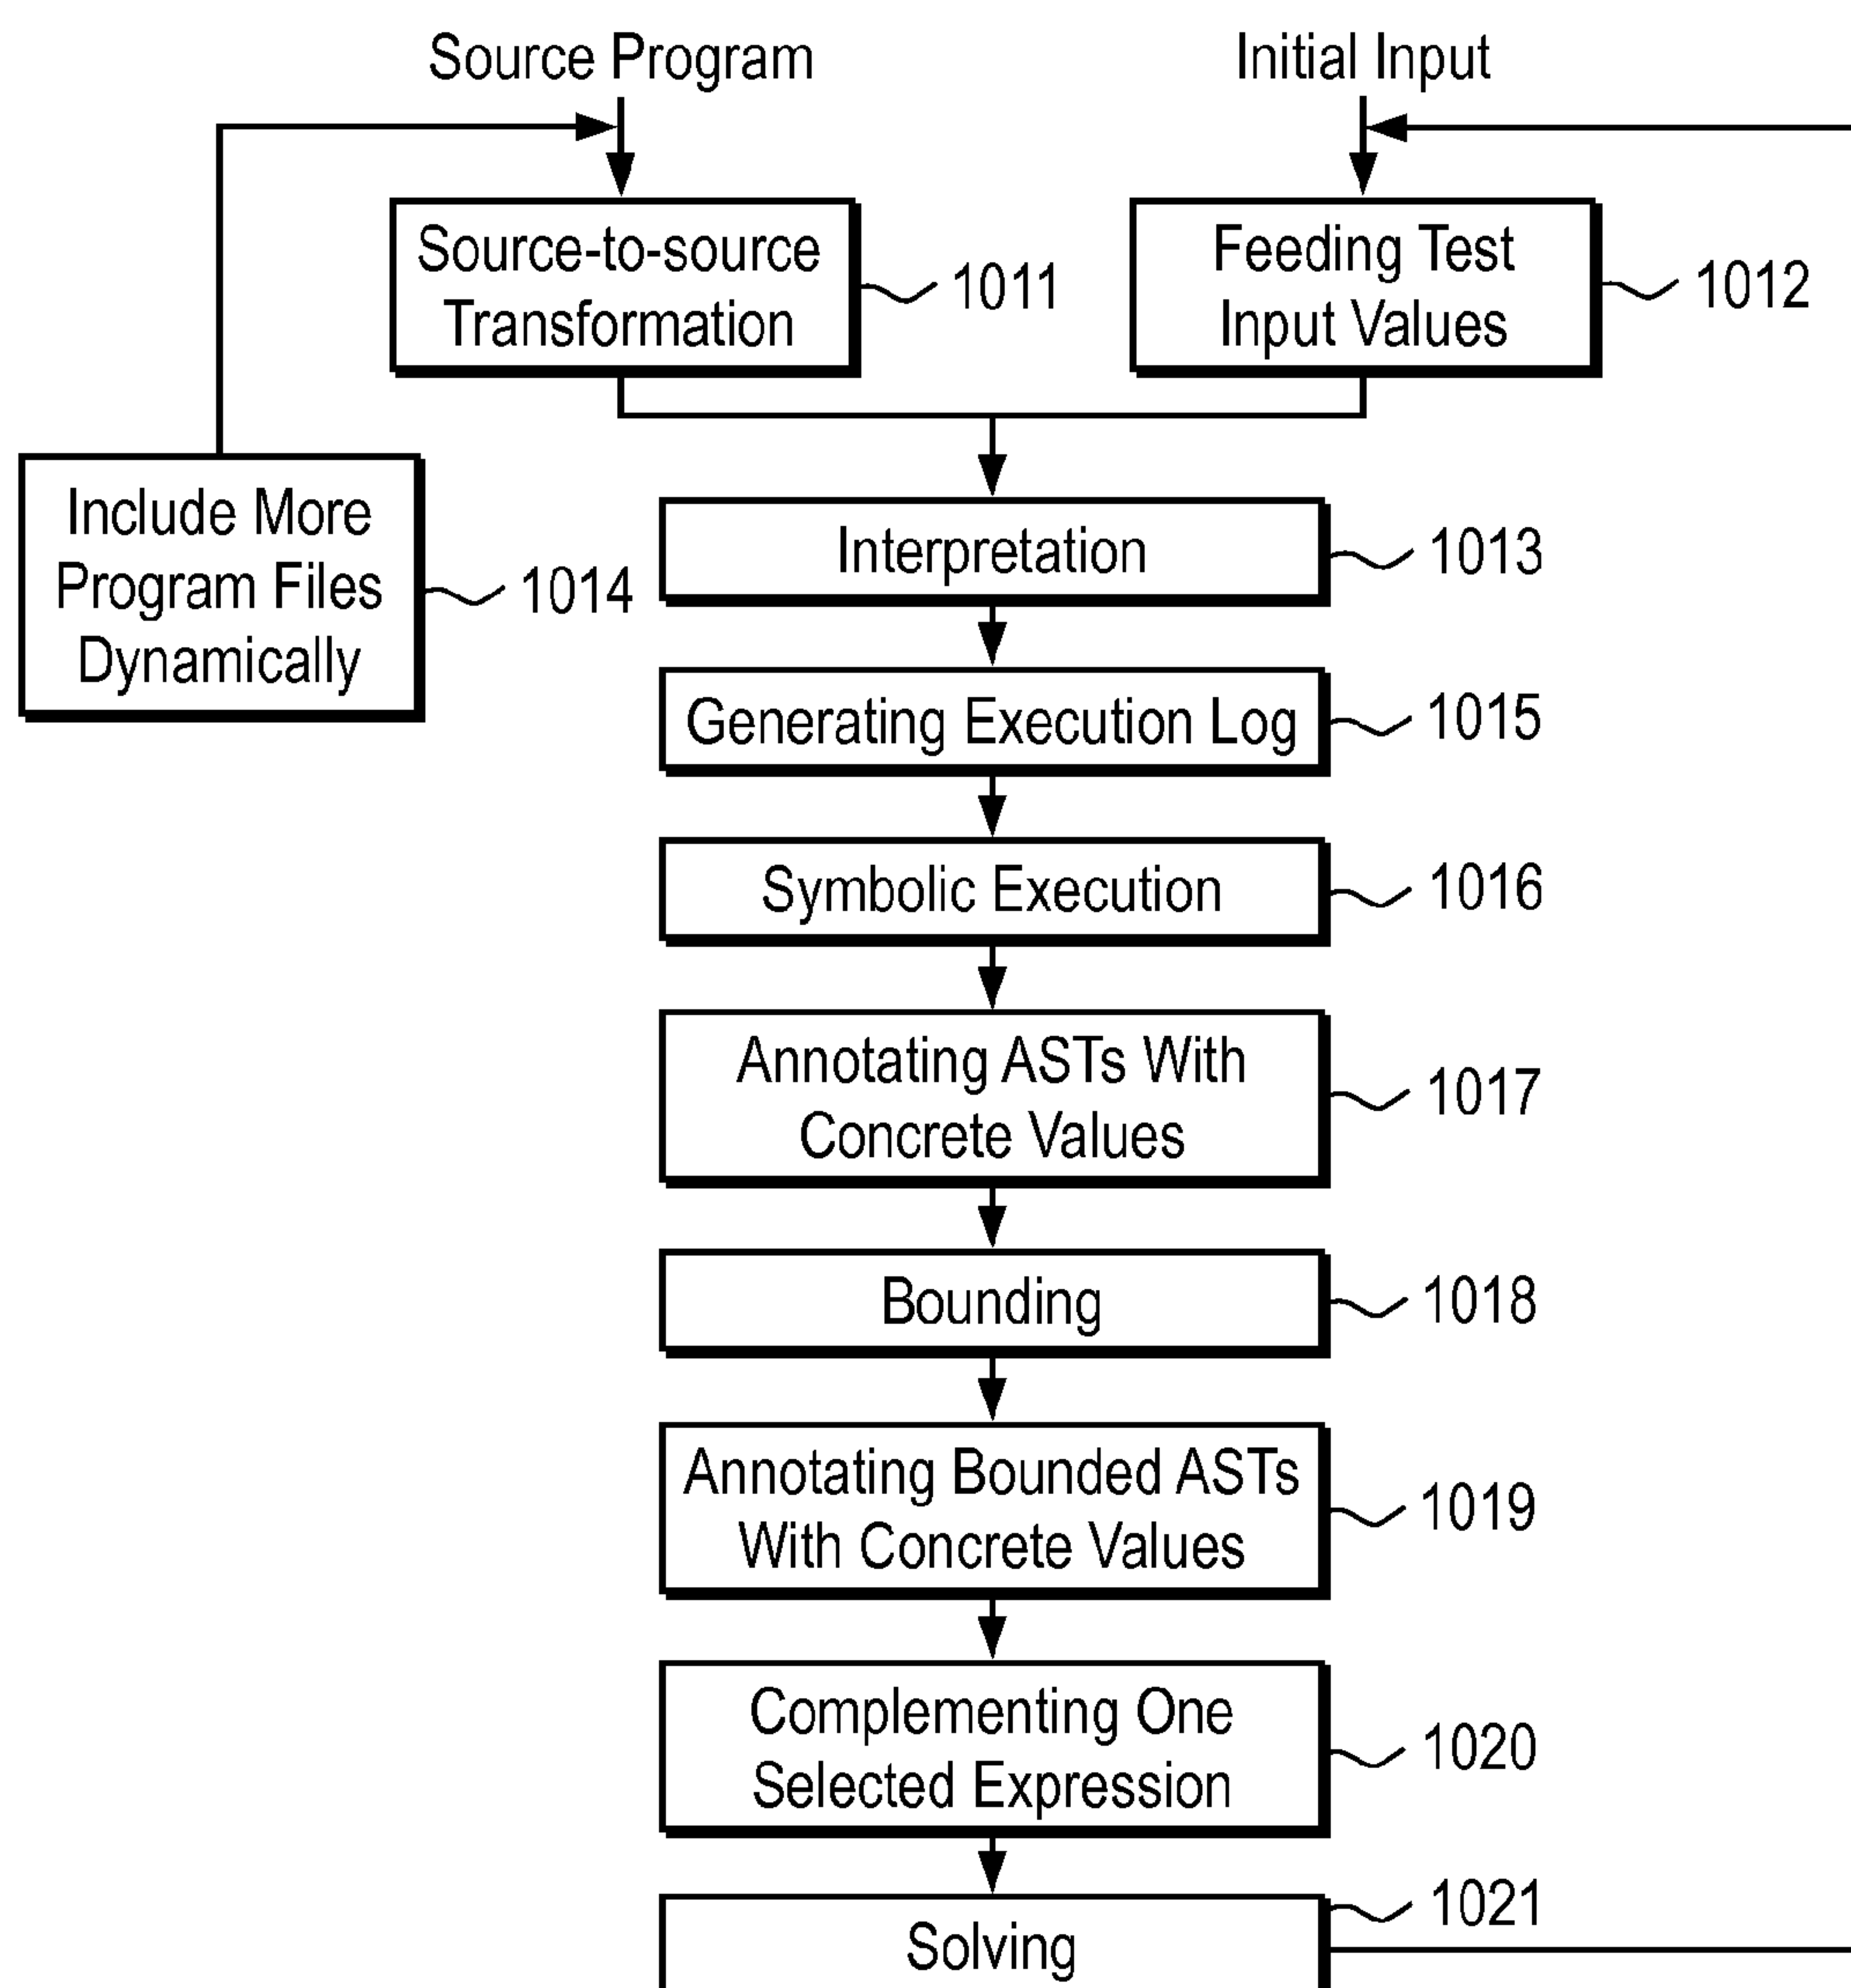 Source Program
Initial Input
Source-to-source
Transformation
1011
Feeding Test
Input Values
1012
Include More
Program Files
Dynamically
1014
Interpretation
1013
Generating Execution Log
1015
Symbolic Execution
1016
Annotating ASTs With
Concrete Values
1017
Bounding
1018
Annotating Bounded ASTs
With Concrete Values
1019
Complementing One
Selected Expression
1020
Solving
1021